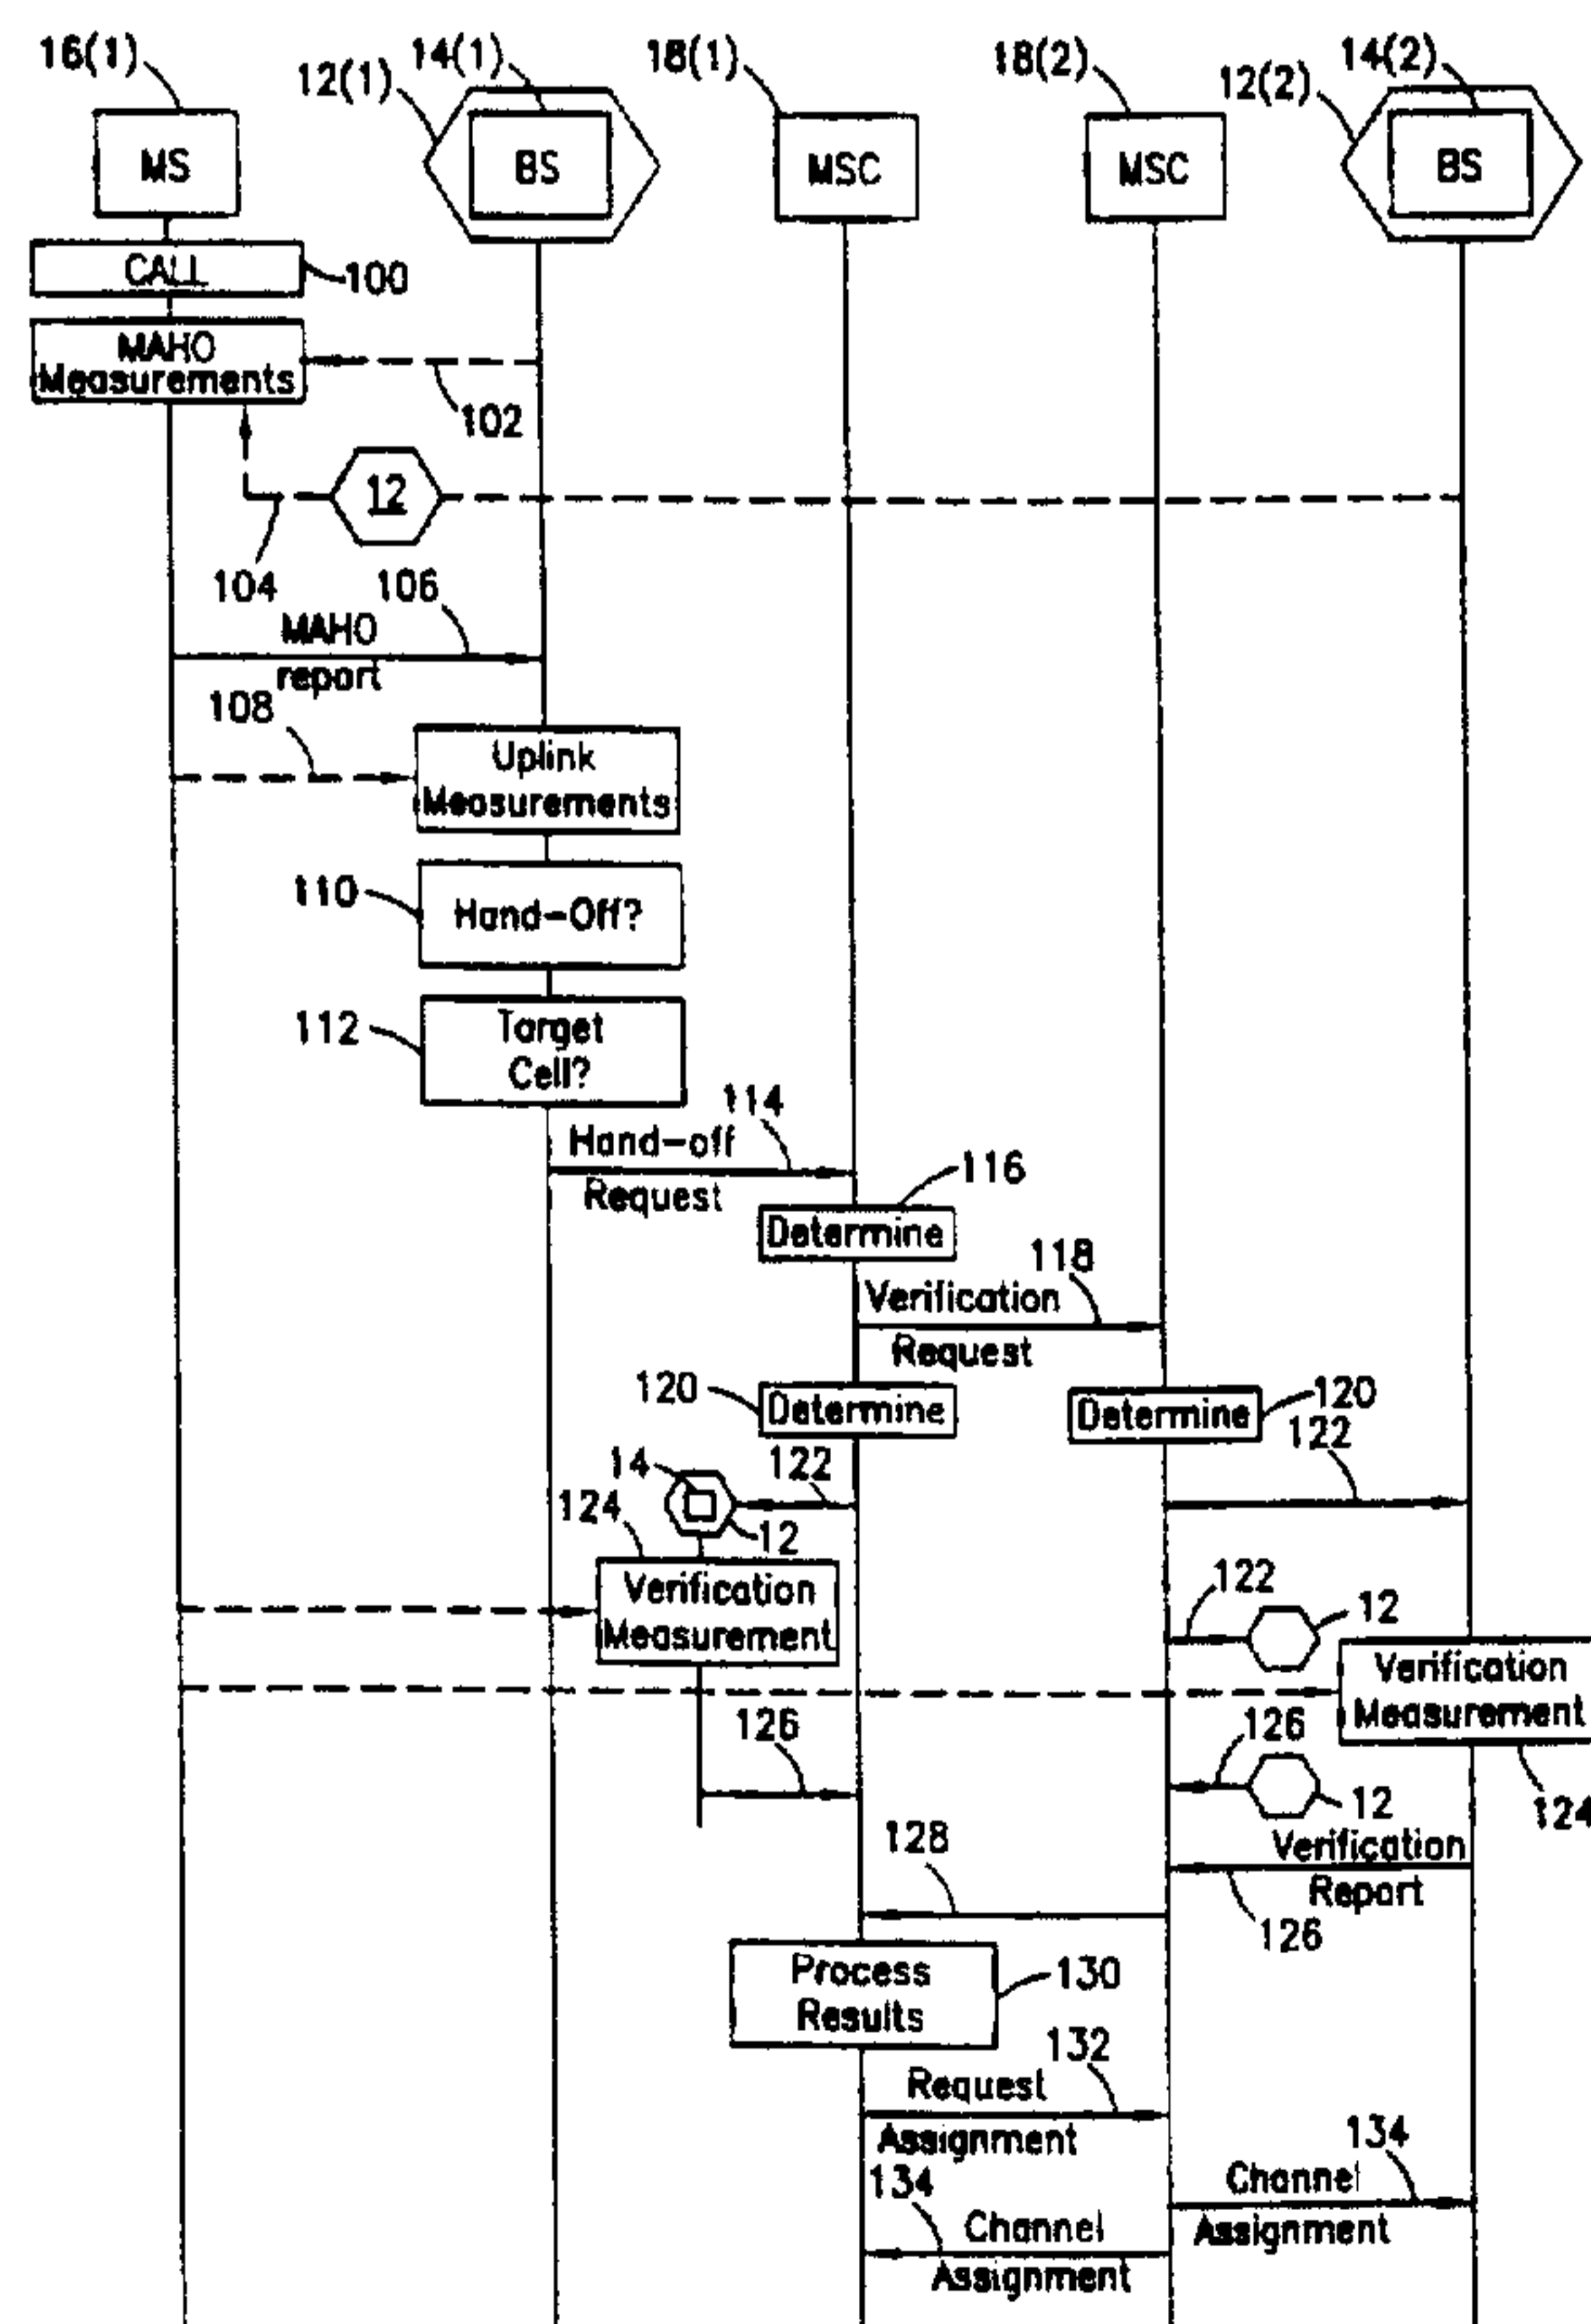 16(1)
12(1)
14(1)
18(1)
18(2)
12(2)
14(2)
MS
BS
MSC
MSC
BS
CALL
100
MAHO
Measurements
102
12
104
106
MAHO
report
108
Uplink
Measurements
110
Hand-Off?
112
Target
Cell?
114
Hand-off
Request
116
Determine
118
Verification
Request
120
Determine
Determine
120
122
14
122
124
12
Verification
Measurement
122
12
Verification
Measurement
126
126
12
124
Verification
Report
126
128
Process
Results
130
132
Request
Assignment
134
Channel
Assignment
134
Channel
Assignment